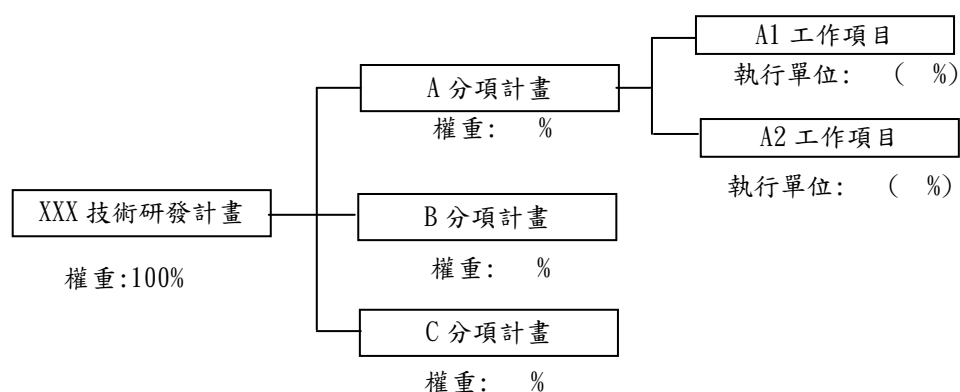 A1 工作項目
執行單位: ( %)
A 分項計畫
權重: %
A2 工作項目
執行單位: ( %)
XXX 技術研發計畫
權重:100%
B 分項計畫
權重: %
C 分項計畫
權重: %